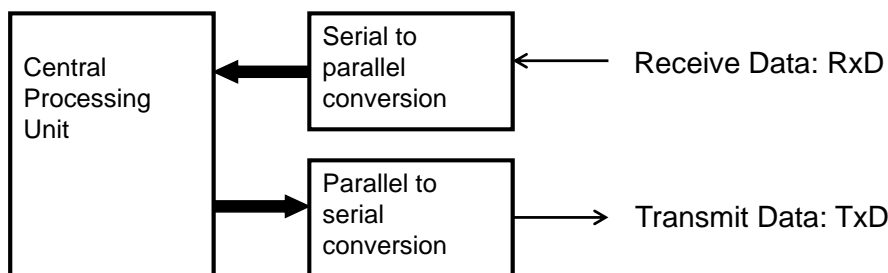 Central
Processing
Unit
Serial to
parallel
conversion
Receive Data: RxD
Parallel to
serial
conversion
Transmit Data: TxD